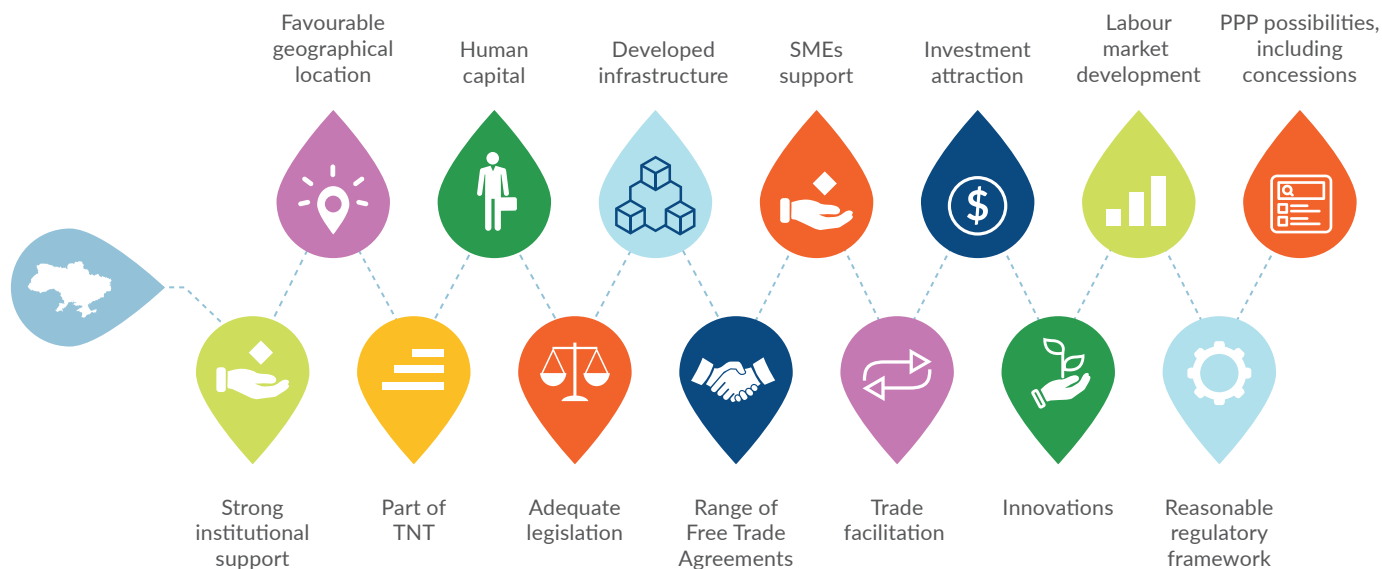 Favourable
geographical
location
Human
capital
Developed
infrastructure
SMEs
support
Investment
attraction
Labour
market
development
PPP possibilities,
including
concessions
$
Strong
institutional
support
Part of
TNT
Adequate
legislation
Range of
Free Trade
Agreements
Trade
facilitation
Innovations
Reasonable
regulatory
framework